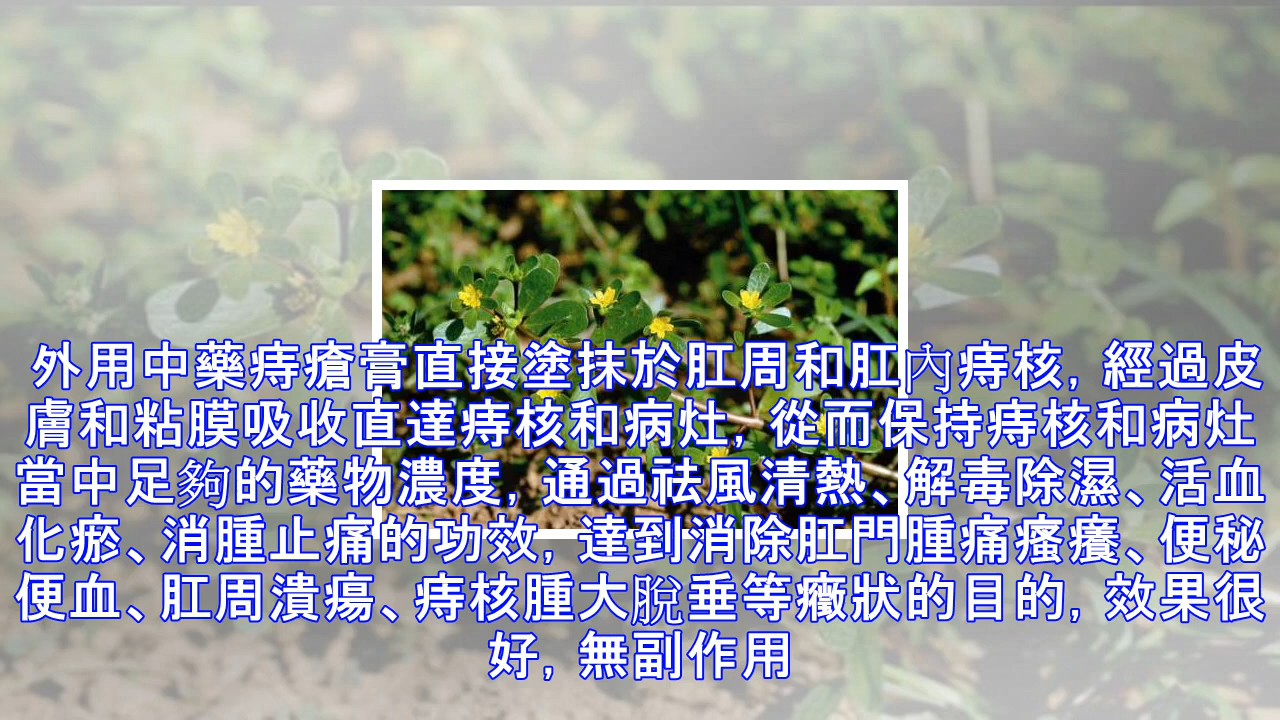 外用中藥痔瘡膏直接塗抹於肛周和肛內痔核, 經過皮
膚和粘膜吸收直達痔核和病灶, 從而保持痔核和病灶
當中足夠的藥物濃度, 通過祛風清熱、解毒除濕、活血
化瘀、消腫止痛的功效, 達到消除肛門腫痛瘙癢、便秘
便血、肛周潰瘍、痔核腫大脫垂等癥狀的目的, 效果很
好, 無副作用